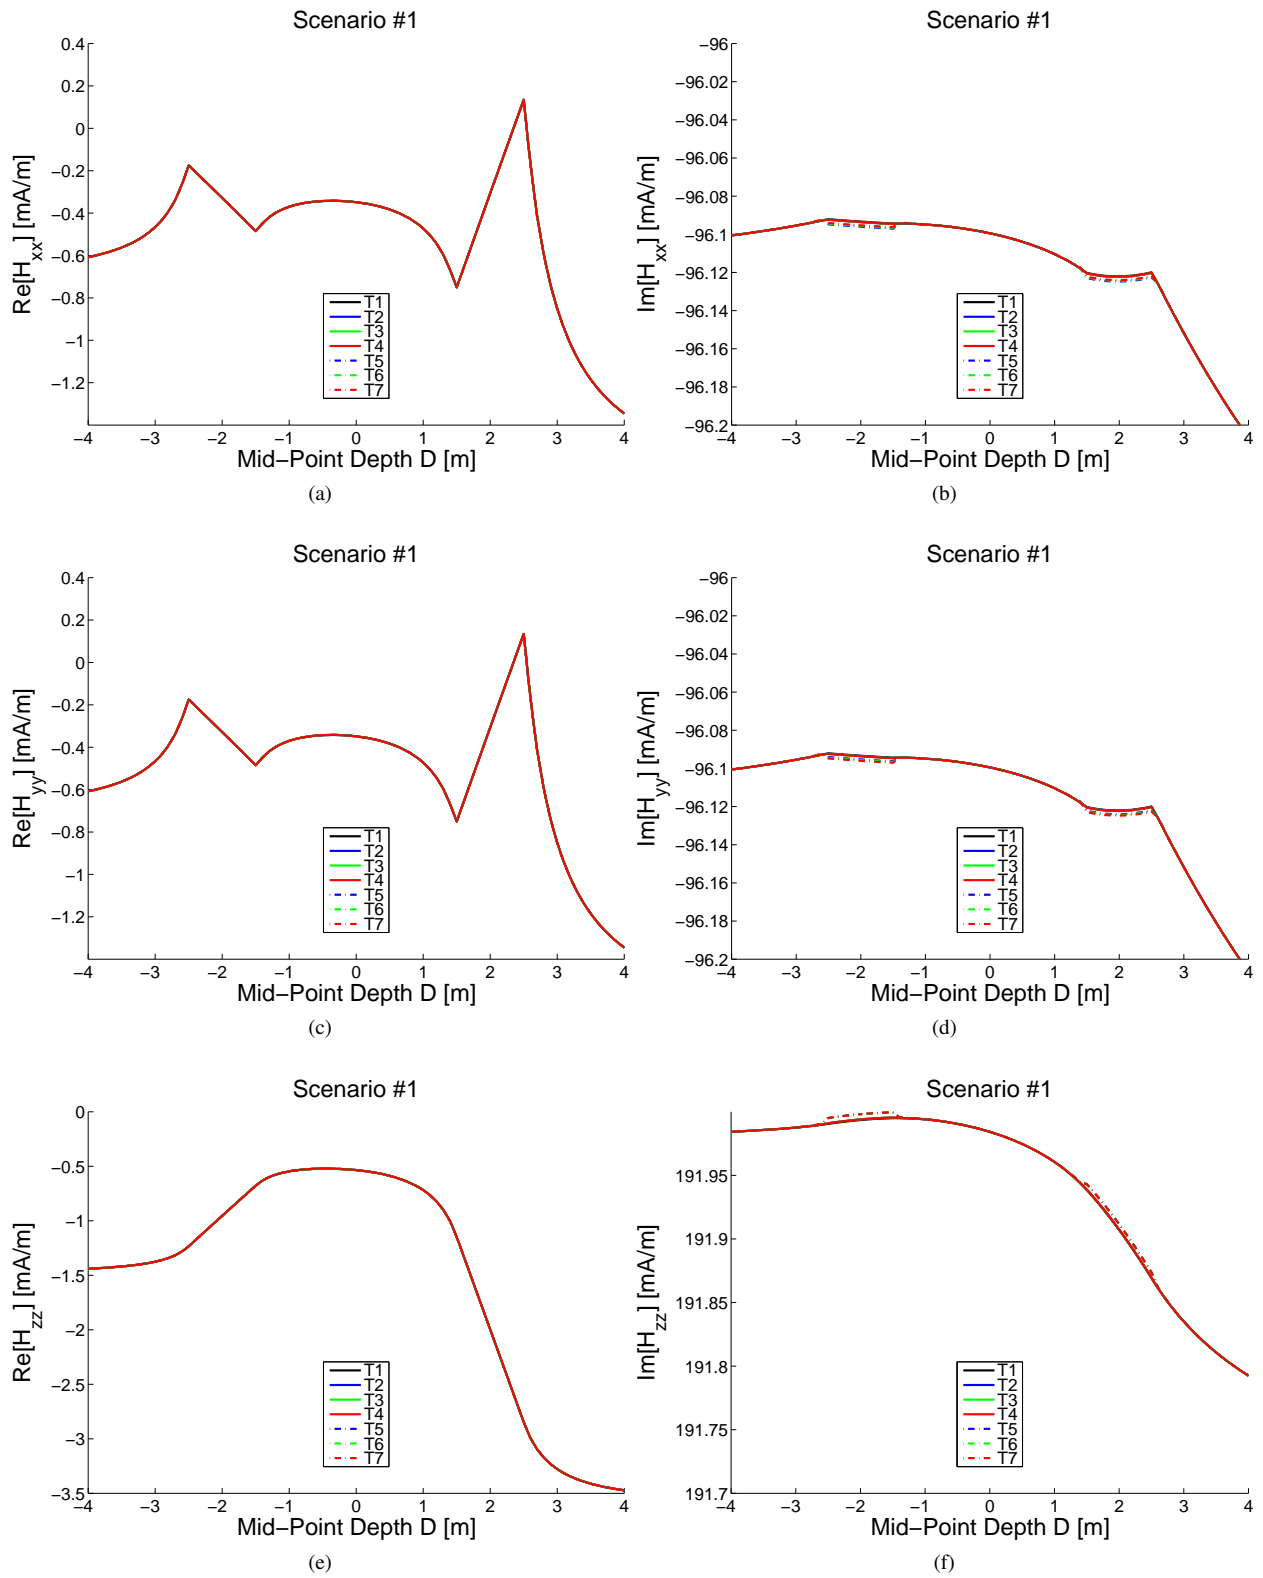 Scenario #1
0.4
0.2
0
−0.2
−0.4
−0.6
−0.8
−1
−1.2
Re[H_xx] [mA/m]
T1
T2
T3
T4
T5
T6
T7
−4 −3 −2 −1 0 1 2 3 4
Mid−Point Depth D [m]
(a)
Scenario #1
−96
−96.02
−96.04
−96.06
−96.08
−96.1
−96.12
−96.14
−96.16
−96.18
−96.2
Im[H_xx] [mA/m]
T1
T2
T3
T4
T5
T6
T7
−4 −3 −2 −1 0 1 2 3 4
Mid−Point Depth D [m]
(b)
Scenario #1
0.4
0.2
0
−0.2
−0.4
−0.6
−0.8
−1
−1.2
Re[H_yy] [mA/m]
T1
T2
T3
T4
T5
T6
T7
−4 −3 −2 −1 0 1 2 3 4
Mid−Point Depth D [m]
(c)
Scenario #1
−96
−96.02
−96.04
−96.06
−96.08
−96.1
−96.12
−96.14
−96.16
−96.18
−96.2
Im[H_yy] [mA/m]
T1
T2
T3
T4
T5
T6
T7
−4 −3 −2 −1 0 1 2 3 4
Mid−Point Depth D [m]
(d)
Scenario #1
0
−0.5
−1
−1.5
−2
−2.5
−3
−3.5
Re[H_zz] [mA/m]
T1
T2
T3
T4
T5
T6
T7
−4 −3 −2 −1 0 1 2 3 4
Mid−Point Depth D [m]
(e)
Scenario #1
191.95
191.9
191.85
191.8
191.75
191.7
Im[H_zz] [mA/m]
T1
T2
T3
T4
T5
T6
T7
−4 −3 −2 −1 0 1 2 3 4
Mid−Point Depth D [m]
(f)